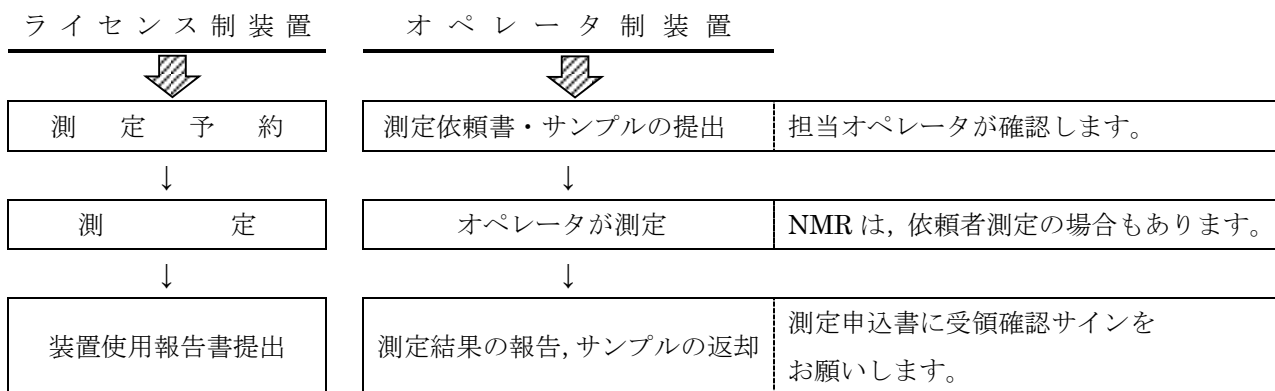 ライセンス制装置 オペレータ制装置
測定予約 測定依頼書・サンプルの提出 担当オペレータが確認します。
↓ ↓
測定 オペレータが測定 NMRは,依頼者測定の場合もあります。
↓ ↓
装置使用報告書提出 測定結果の報告,サンプルの返却 測定申込書に受領確認サインを
お願いします。